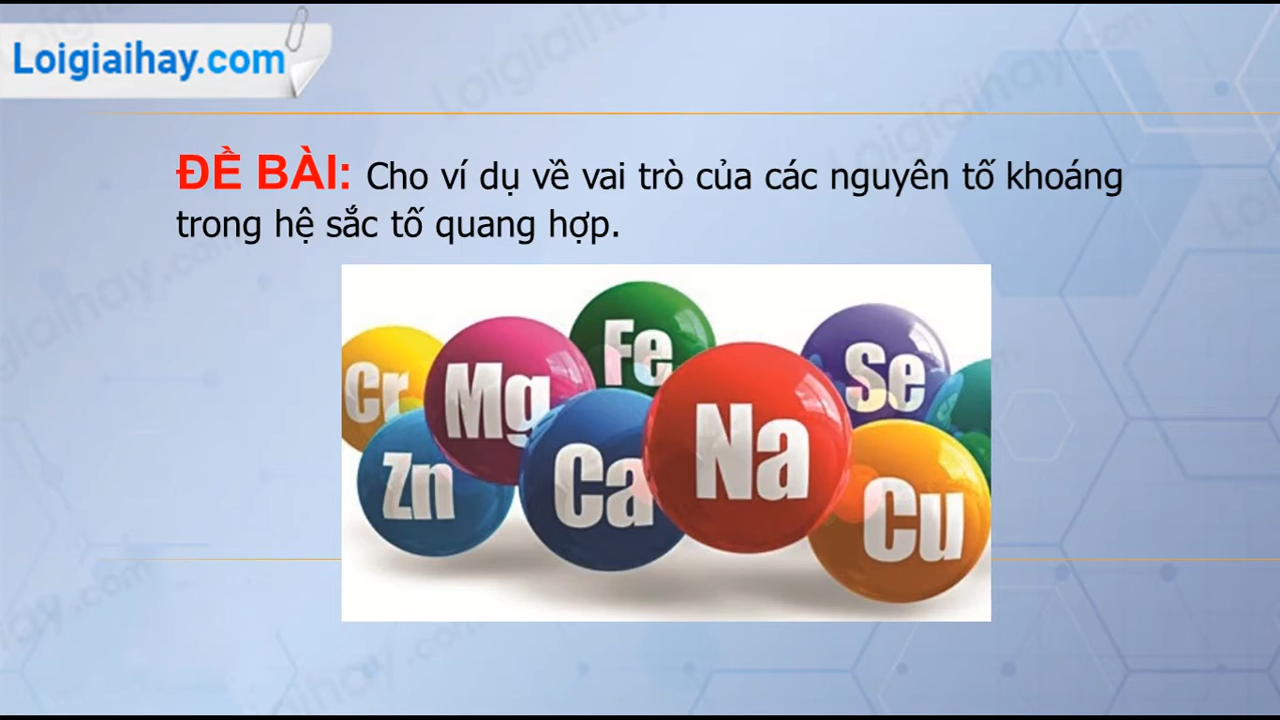 Loigiaihay.com
ĐỀ BÀI: Cho ví dụ về vai trò của các nguyên tố khoáng
trong hệ sắc tố quang hợp.
Fe
Se
Cr
Mg
Na
Zn
Ca
Cu